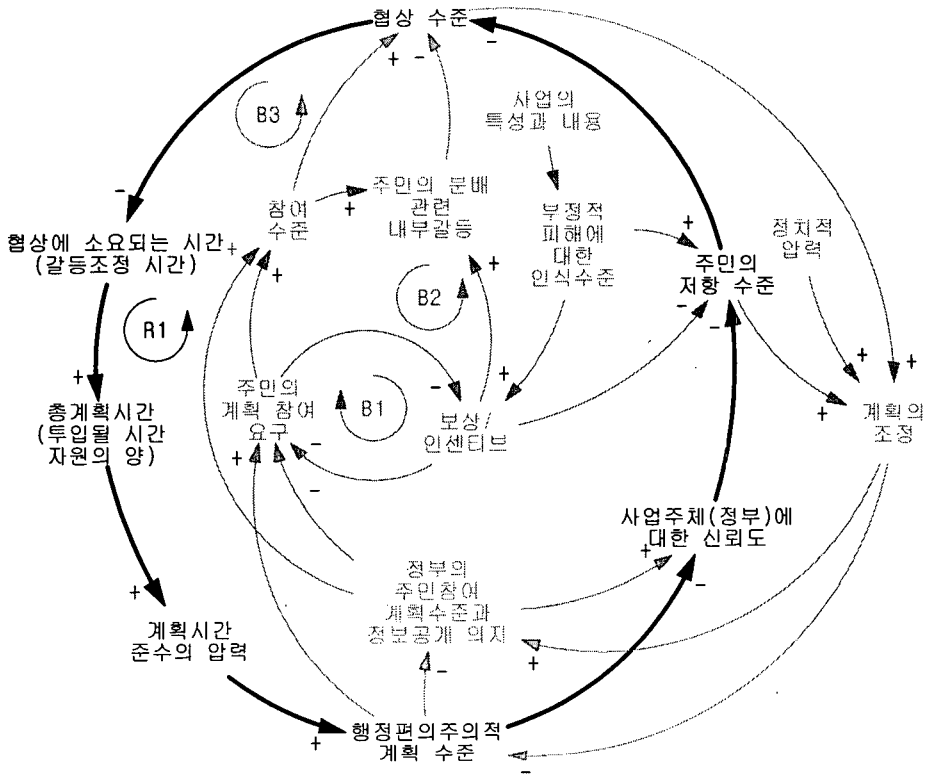 협상 수준
B3
사업의
특성과 내용
참여
수준
주민의 분배
관련
내부갈등
부정적
피해에
대한
인식수준
정치적
압력
협상에 소요되는 시간
(갈등조정 시간)
주민의
저항 수준
R1
B2
주민의
계획 참여
요구
B1
보상/
인센티브
총계획시간
(투입될 시간
자원의 양)
계획의
조정
사업주체(정부)에
대한 신뢰도
정부의
주민참여
계획수준과
정보공개 의지
계획시간
준수의 압력
행정편의주의적
계획 수준